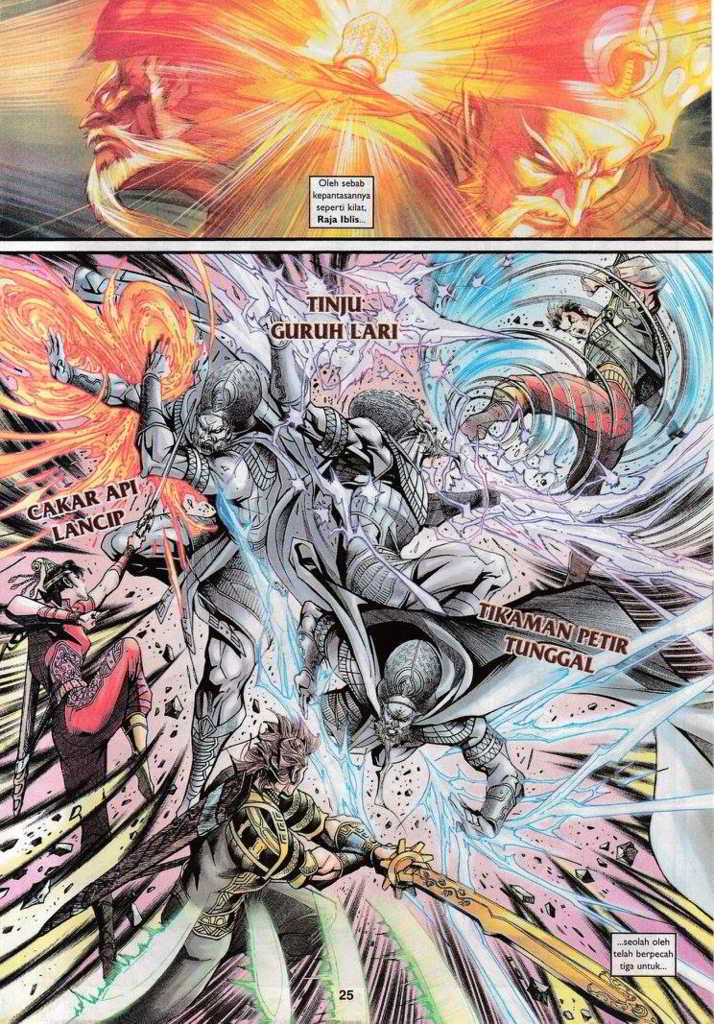 Oleh sebab
kepantasannya
seperti kilat,
Raja Iblis...
TINJU
GURUH LARI
CAKAR API
LANCIP
TIKAMAN PETIR
TUNGGAL
...seolah oleh
telah berpecah
tiga untuk...
25